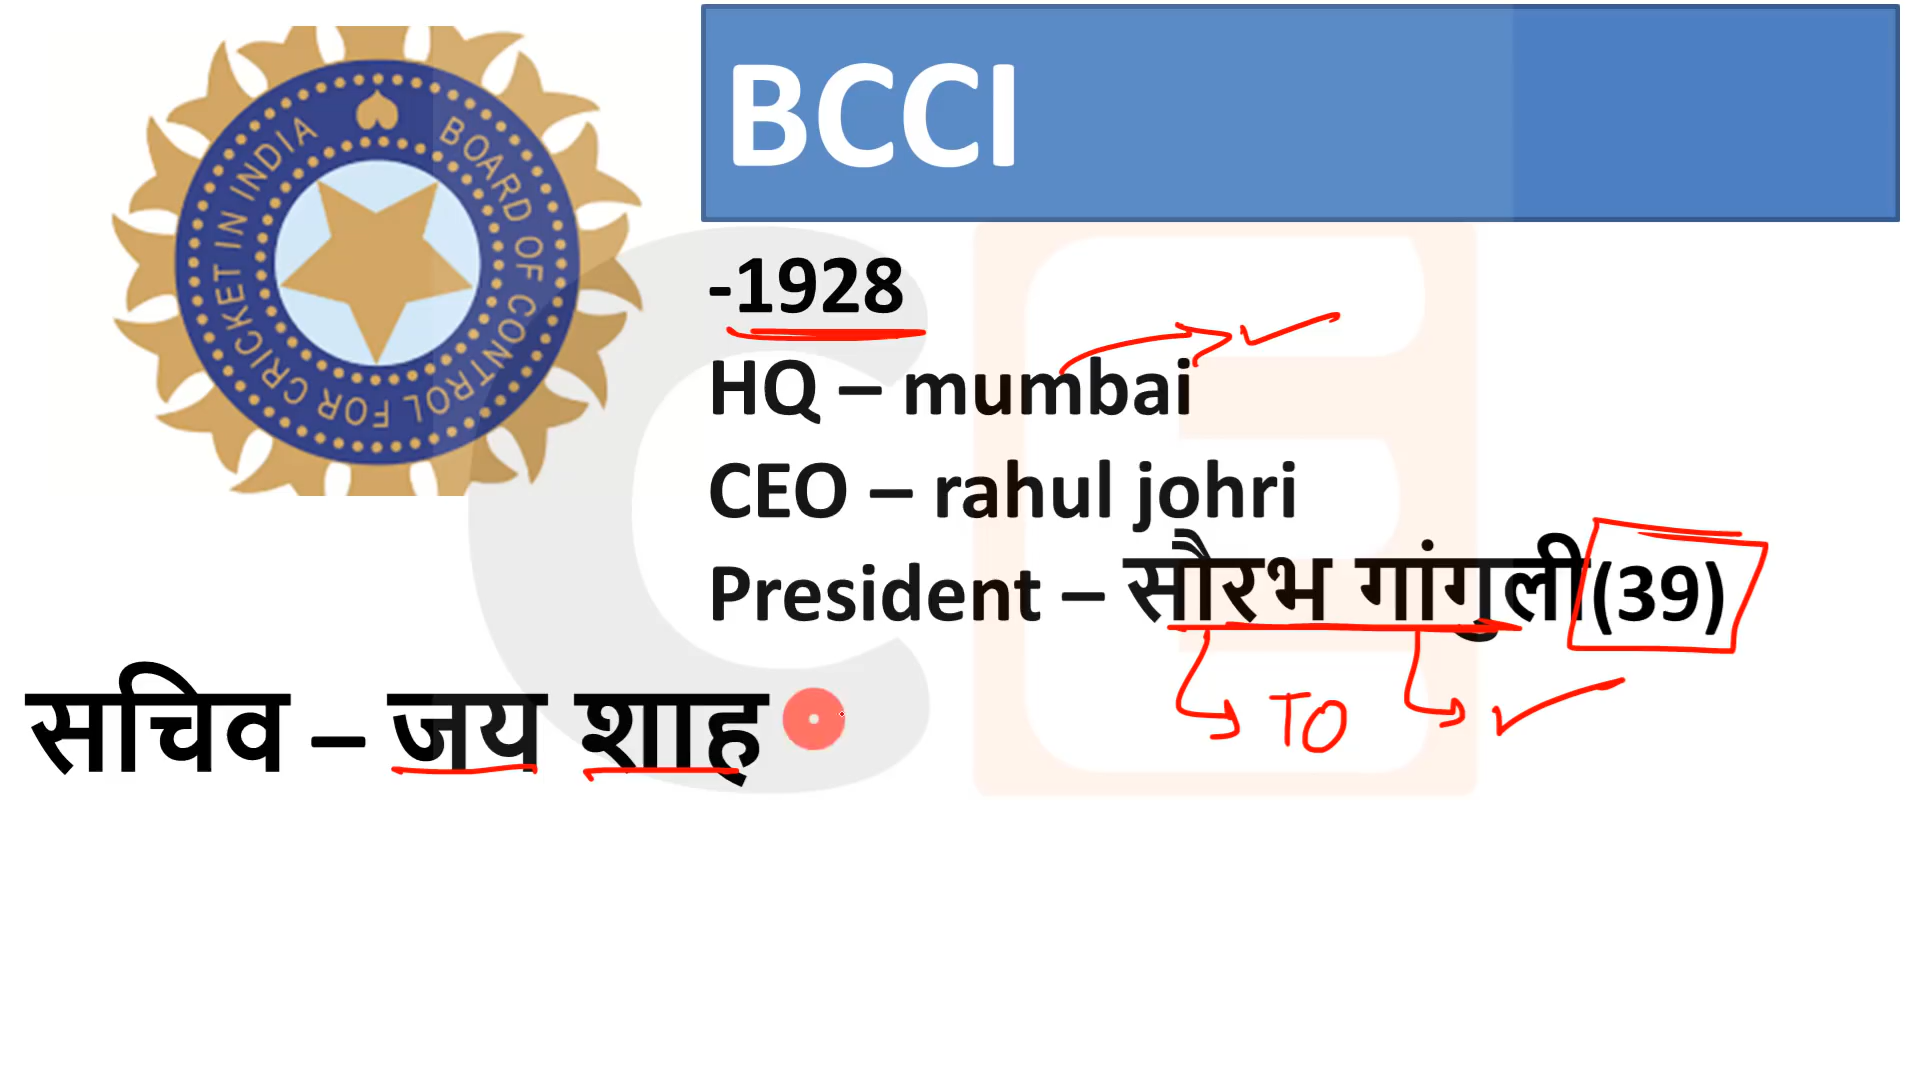 BOARD OF CONTROL FOR CRICKET IN INDIA
BCCI
-1928
HQ – mumbai
CEO – rahul johri
President – सौरभ गांगुली(39)
TO
सचिव – जय शाह
CE